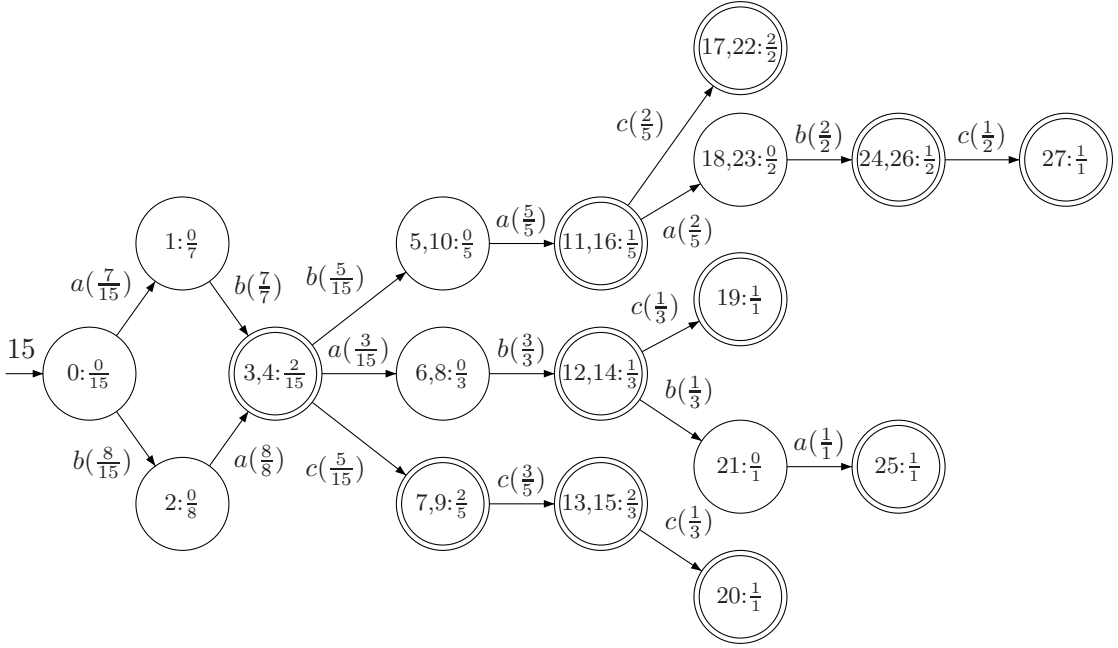 17,22:2/2
c(2/5)
b(2/2)
c(1/2)
18,23:0/2
24,26:1/2
27:1/1
a(5/5)
a(2/5)
1:0/7
5,10:0/5
11,16:1/5
a(7/15)
b(7/7)
b(5/15)
c(1/3)
19:1/1
15
a(3/15)
b(3/3)
0:0/15
3,4:2/15
6,8:0/3
12,14:1/3
b(1/3)
b(8/15)
a(8/8)
c(5/15)
c(3/5)
a(1/1)
21:0/1
25:1/1
2:0/8
7,9:2/5
13,15:2/3
c(1/3)
20:1/1